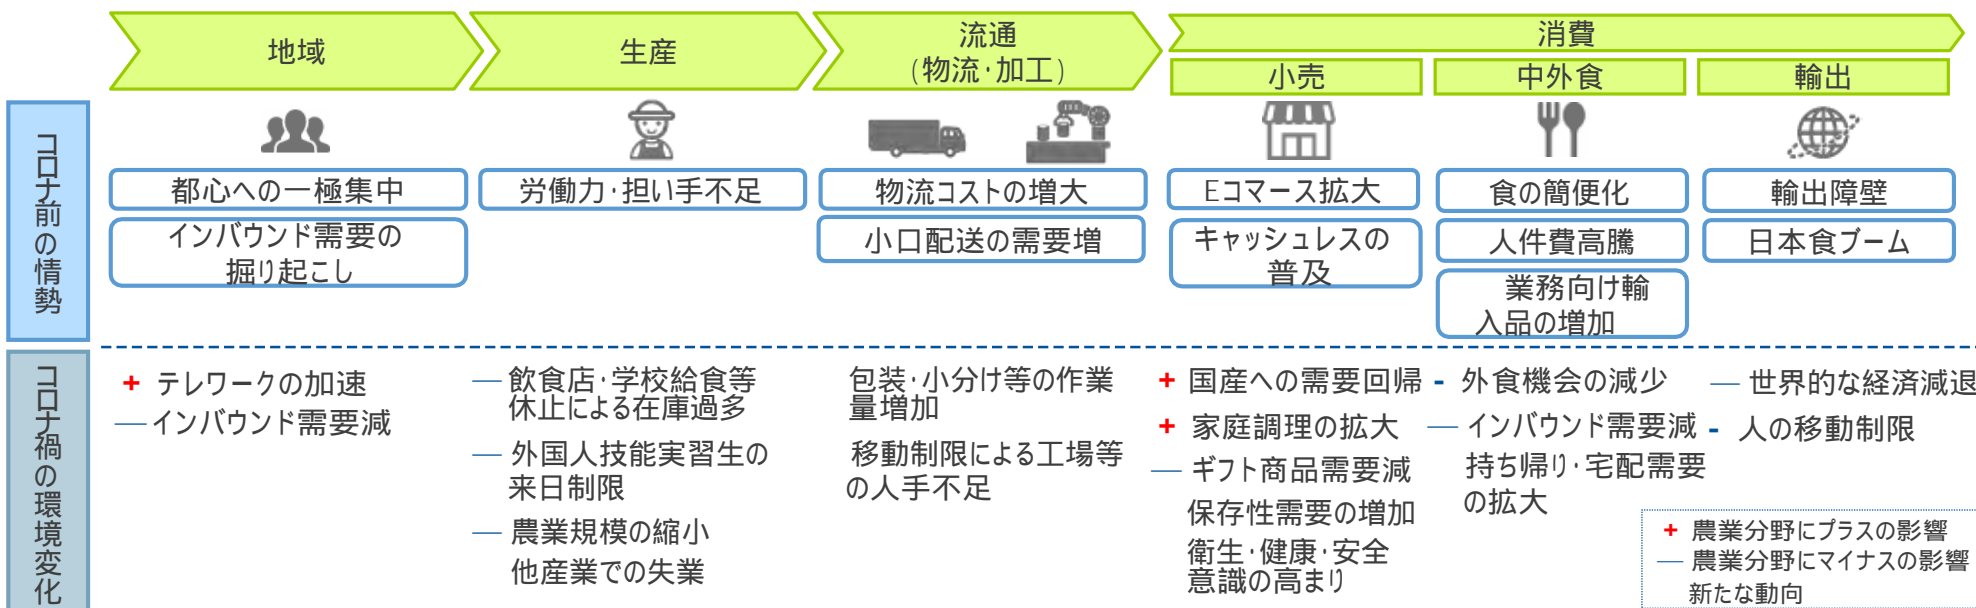 地域
生産
流通
(物流・加工)
消費
小売
中外食
輸出
コロナ前の情勢
都心への一極集中
インバウンド需要の
掘り起こし
労働力・担い手不足
物流コストの増大
小口配送の需要増
Eコマース拡大
キャッシュレスの
普及
食の簡便化
人件費高騰
業務向け輸
入品の増加
輸出障壁
日本食ブーム
コロナ禍の環境変化
+ テレワークの加速
— インバウンド需要減
— 飲食店・学校給食等
休止による在庫過多
— 外国人技能実習生の
来日制限
— 農業規模の縮小
他産業での失業
包装・小分け等の作業
量増加
移動制限による工場等
の人手不足
+ 国産への需要回帰
+ 家庭調理の拡大
— ギフト商品需要減
保存性需要の増加
衛生・健康・安全
意識の高まり
- 外食機会の減少
— インバウンド需要減
持ち帰り・宅配需要
の拡大
— 世界的な経済減退
- 人の移動制限
+ 農業分野にプラスの影響
— 農業分野にマイナスの影響
新たな動向